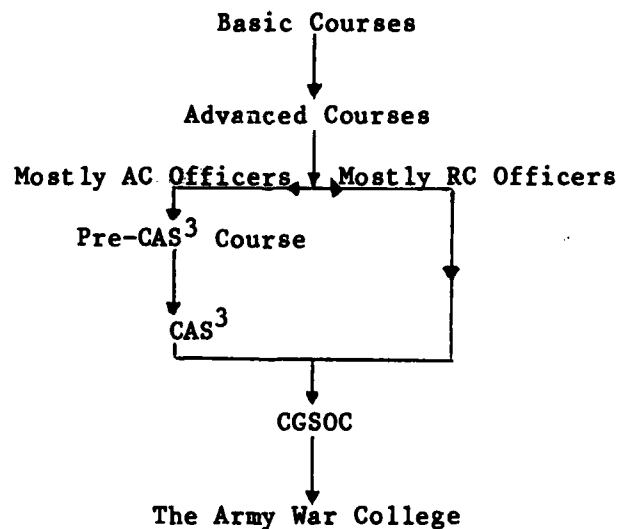 Basic Courses
Advanced Courses
Mostly AC Officers Mostly RC Officers
Pre-CAS³ Course
CAS³
CGSOC
The Army War College